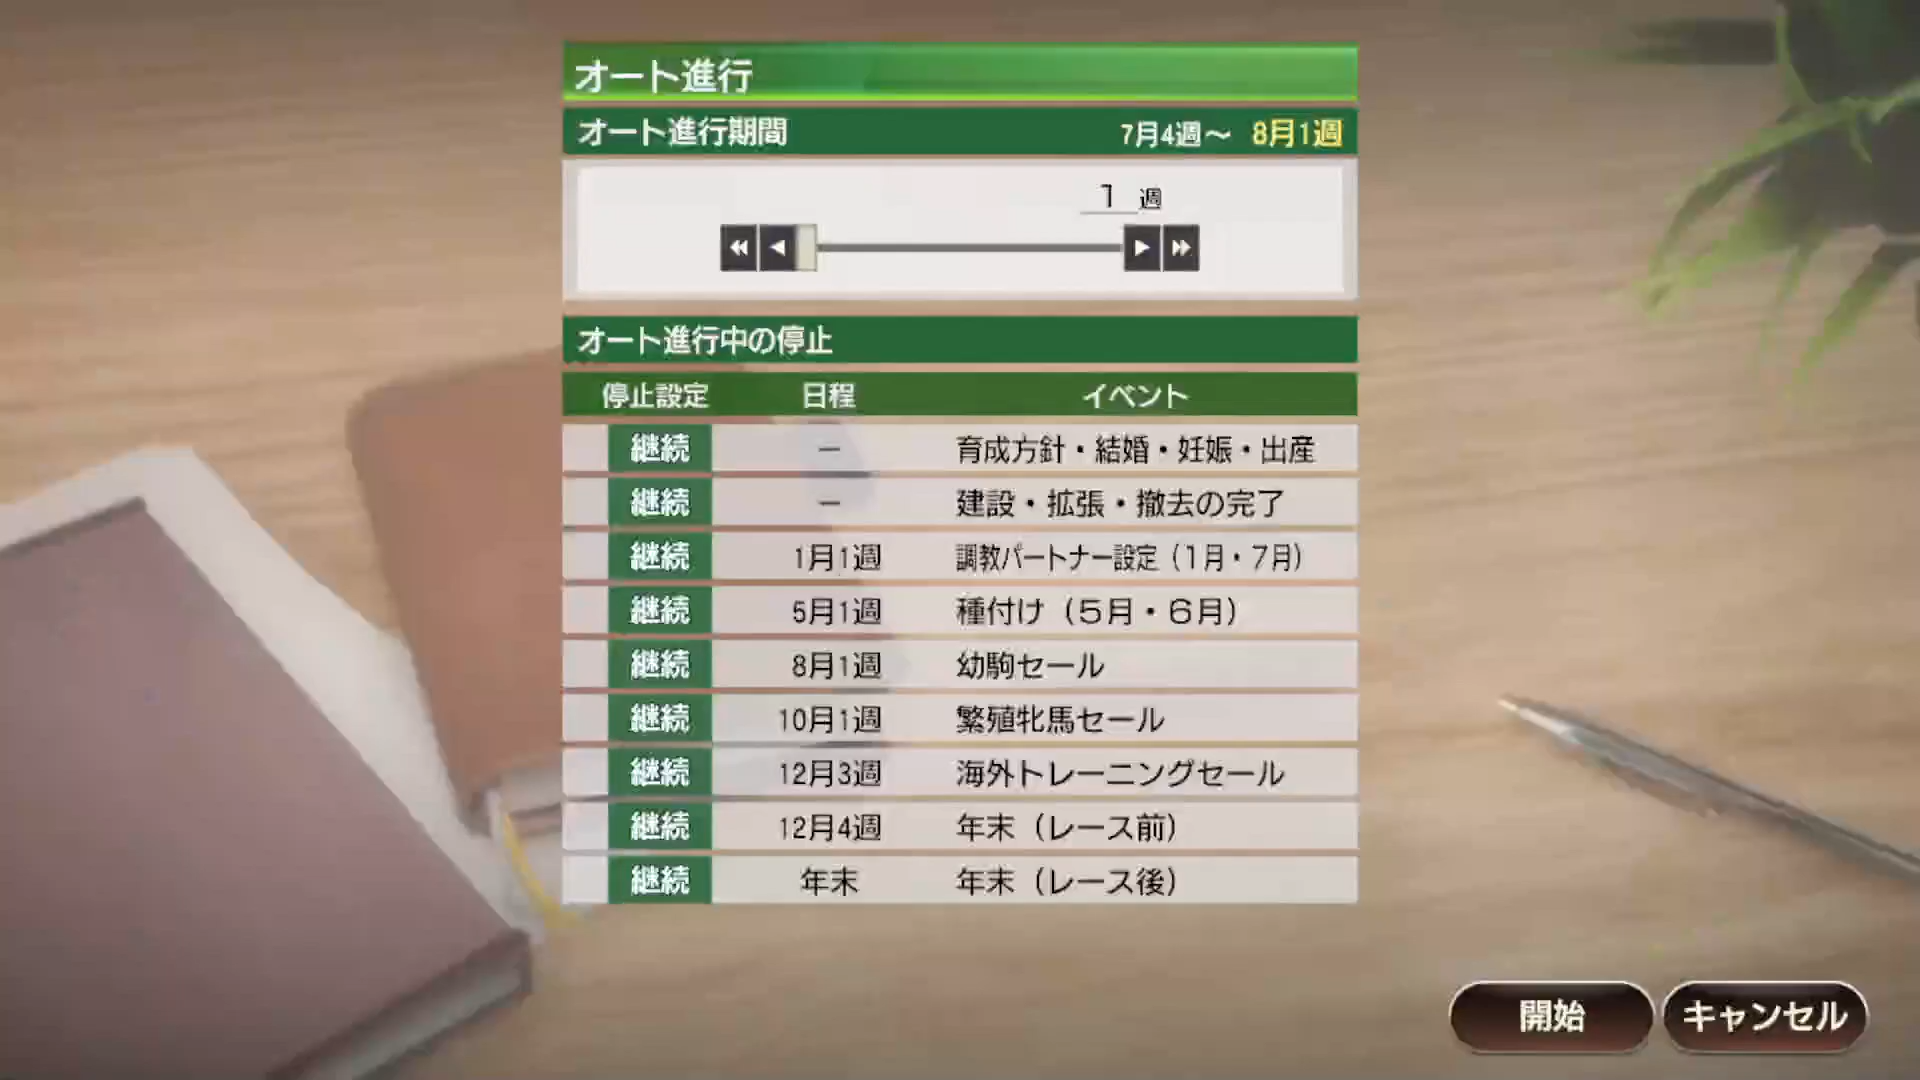 オート進行
オート進行期間 7月4週〜 8月1週
1 週
オート進行中の停止
停止設定 日程 イベント
継続 ー 育成方針・結婚・妊娠・出産
継続 ー 建設・拡張・撤去の完了
継続 1月1週 調教パートナー設定（1月・7月）
継続 5月1週 種付け（5月・6月）
継続 8月1週 幼駒セール
継続 10月1週 繁殖牝馬セール
継続 12月3週 海外トレーニングセール
継続 12月4週 年末（レース前）
継続 年末 年末（レース後）
開始 キャンセル